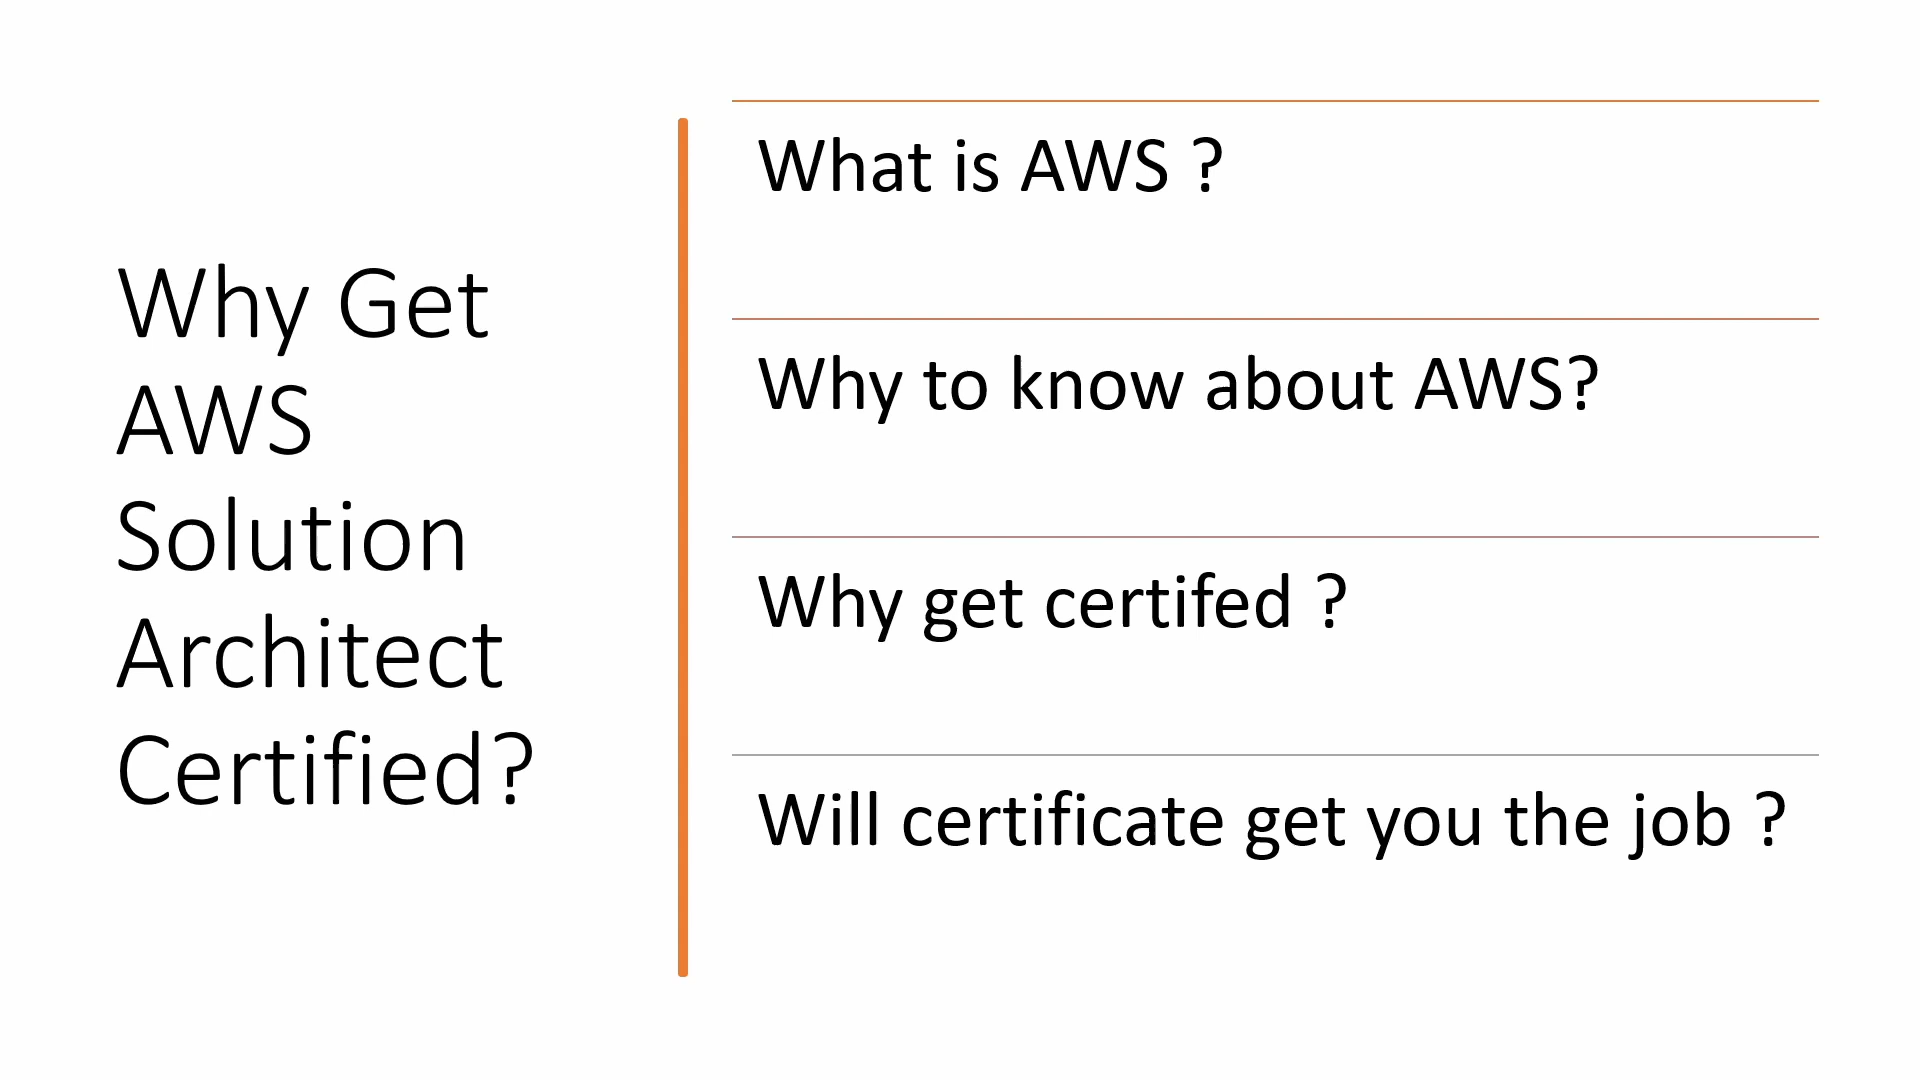 Why Get
AWS
Solution
Architect
Certified?
What is AWS ?
Why to know about AWS?
Why get certifed ?
Will certificate get you the job ?